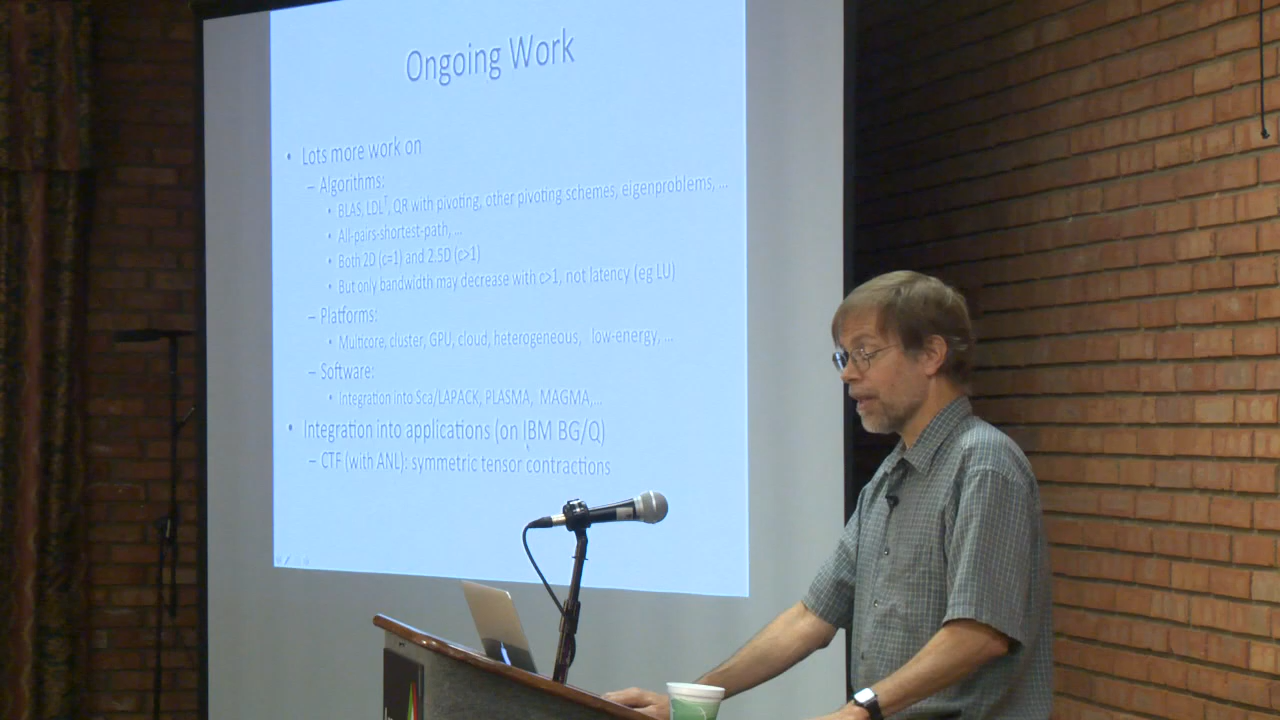 Ongoing Work
• Lots more work on
– Algorithms:
• BLAS, LDLᵀ, QR with pivoting, other pivoting schemes, eigenproblems, ...
• All-pairs-shortest-path, ...
• Both 2D (c=1) and 2.5D (c>1)
• But only bandwidth may decrease with c>1, not latency (eg LU)
– Platforms:
• Multicore, cluster, GPU, cloud, heterogeneous, low-energy, ...
– Software:
• Integration into Sca/LAPACK, PLASMA, MAGMA,...
• Integration into applications (on IBM BG/Q)
– CTF (with ANL): symmetric tensor contractions